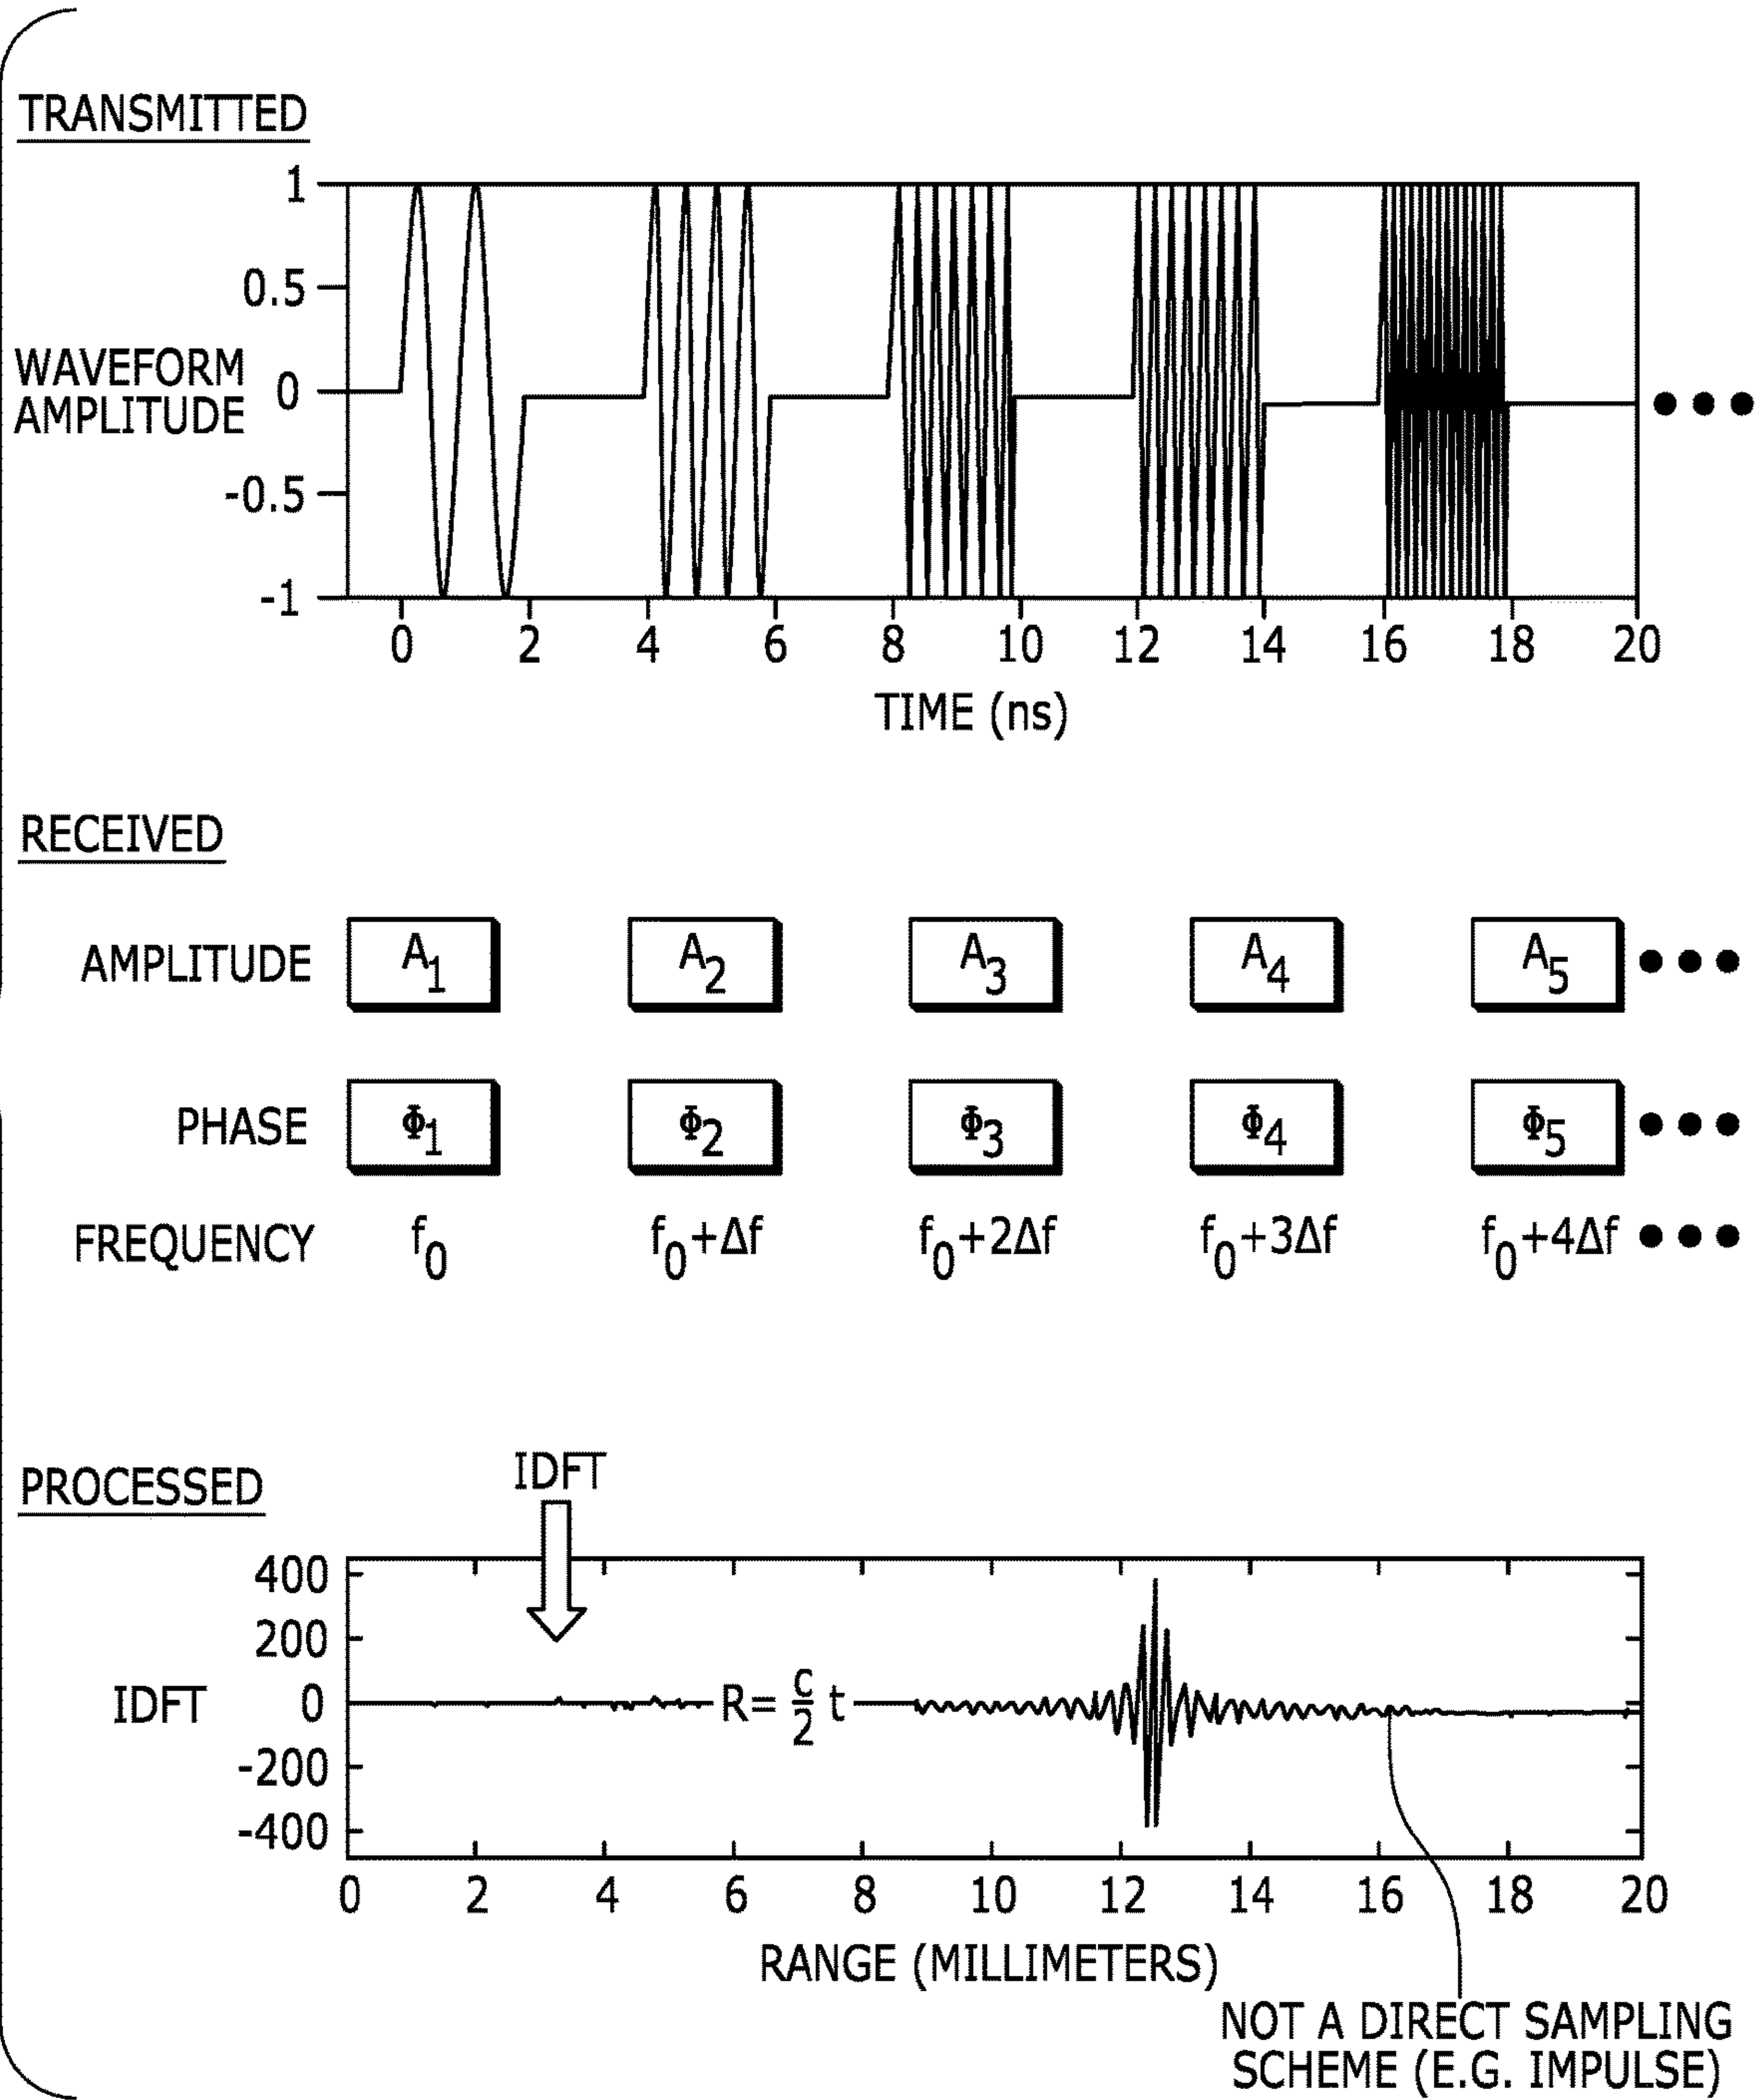 TRANSMITTED
1
0.5
WAVEFORM
AMPLITUDE
0
-0.5
-1
0 2 4 6 8 10 12 14 16 18 20
TIME (ns)
RECEIVED
AMPLITUDE A1 A2 A3 A4 A5
PHASE Φ1 Φ2 Φ3 Φ4 Φ5
FREQUENCY f0 f0+Δf f0+2Δf f0+3Δf f0+4Δf
PROCESSED
IDFT
400
200
IDFT 0 R= c/2 t
-200
-400
0 2 4 6 8 10 12 14 16 18 20
RANGE (MILLIMETERS)
NOT A DIRECT SAMPLING
SCHEME (E.G. IMPULSE)